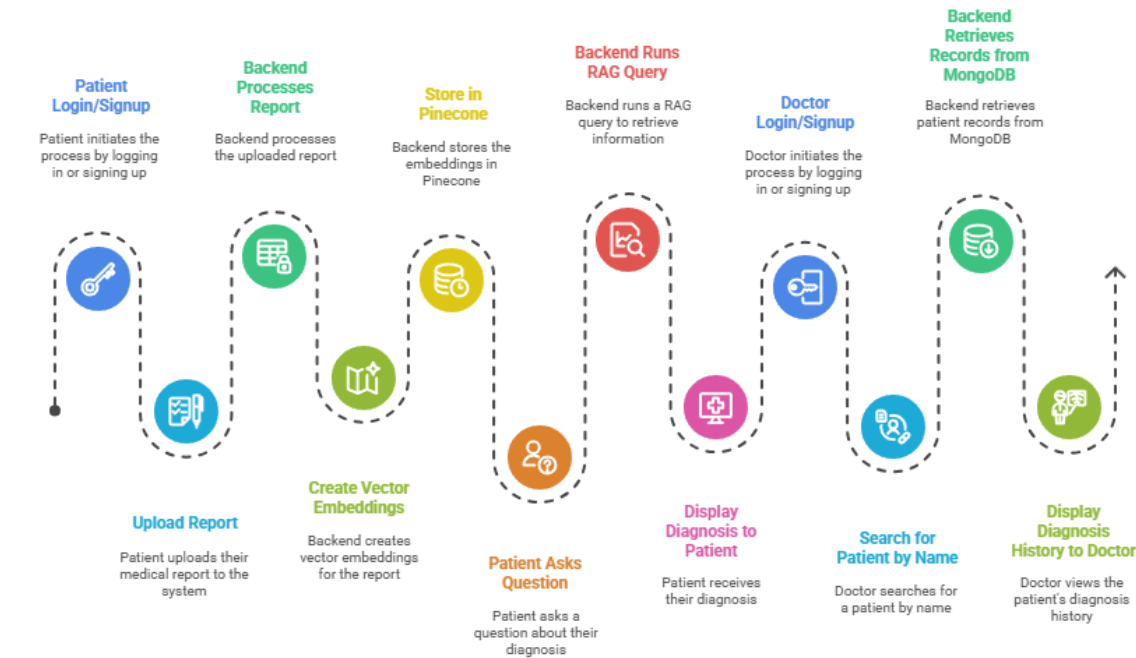 Patient
Login/Signup
Patient initiates the
process by logging
in or signing up
Upload Report
Patient uploads their
medical report to the
system
Backend
Processes
Report
Backend processes
the uploaded report
Create Vector
Embeddings
Backend creates
vector embeddings
for the report
Store in
Pinecone
Backend stores the
embeddings in
Pinecone
Patient Asks
Question
Patient asks a
question about their
diagnosis
Backend Runs
RAG Query
Backend runs a RAG
query to retrieve
information
Display
Diagnosis to
Patient
Patient receives
their diagnosis
Doctor
Login/Signup
Doctor initiates the
process by logging
in or signing up
Search for
Patient by Name
Doctor searches for
a patient by name
Backend
Retrieves
Records from
MongoDB
Backend retrieves
patient records from
MongoDB
Display
Diagnosis
History to Doctor
Doctor views the
patient's diagnosis
history